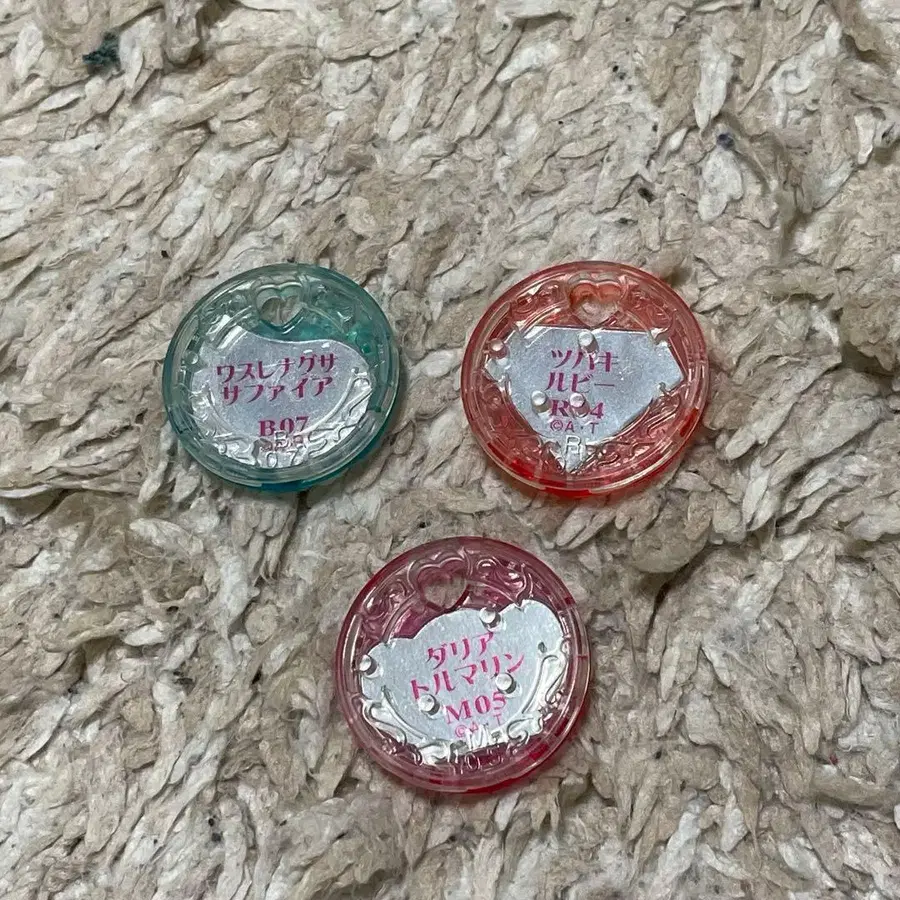 ワスレナグサ
サファイア
B07
ツバキ
ルビー
R04
©A・T
R
ダリア
トルマリン
M05
©A・T